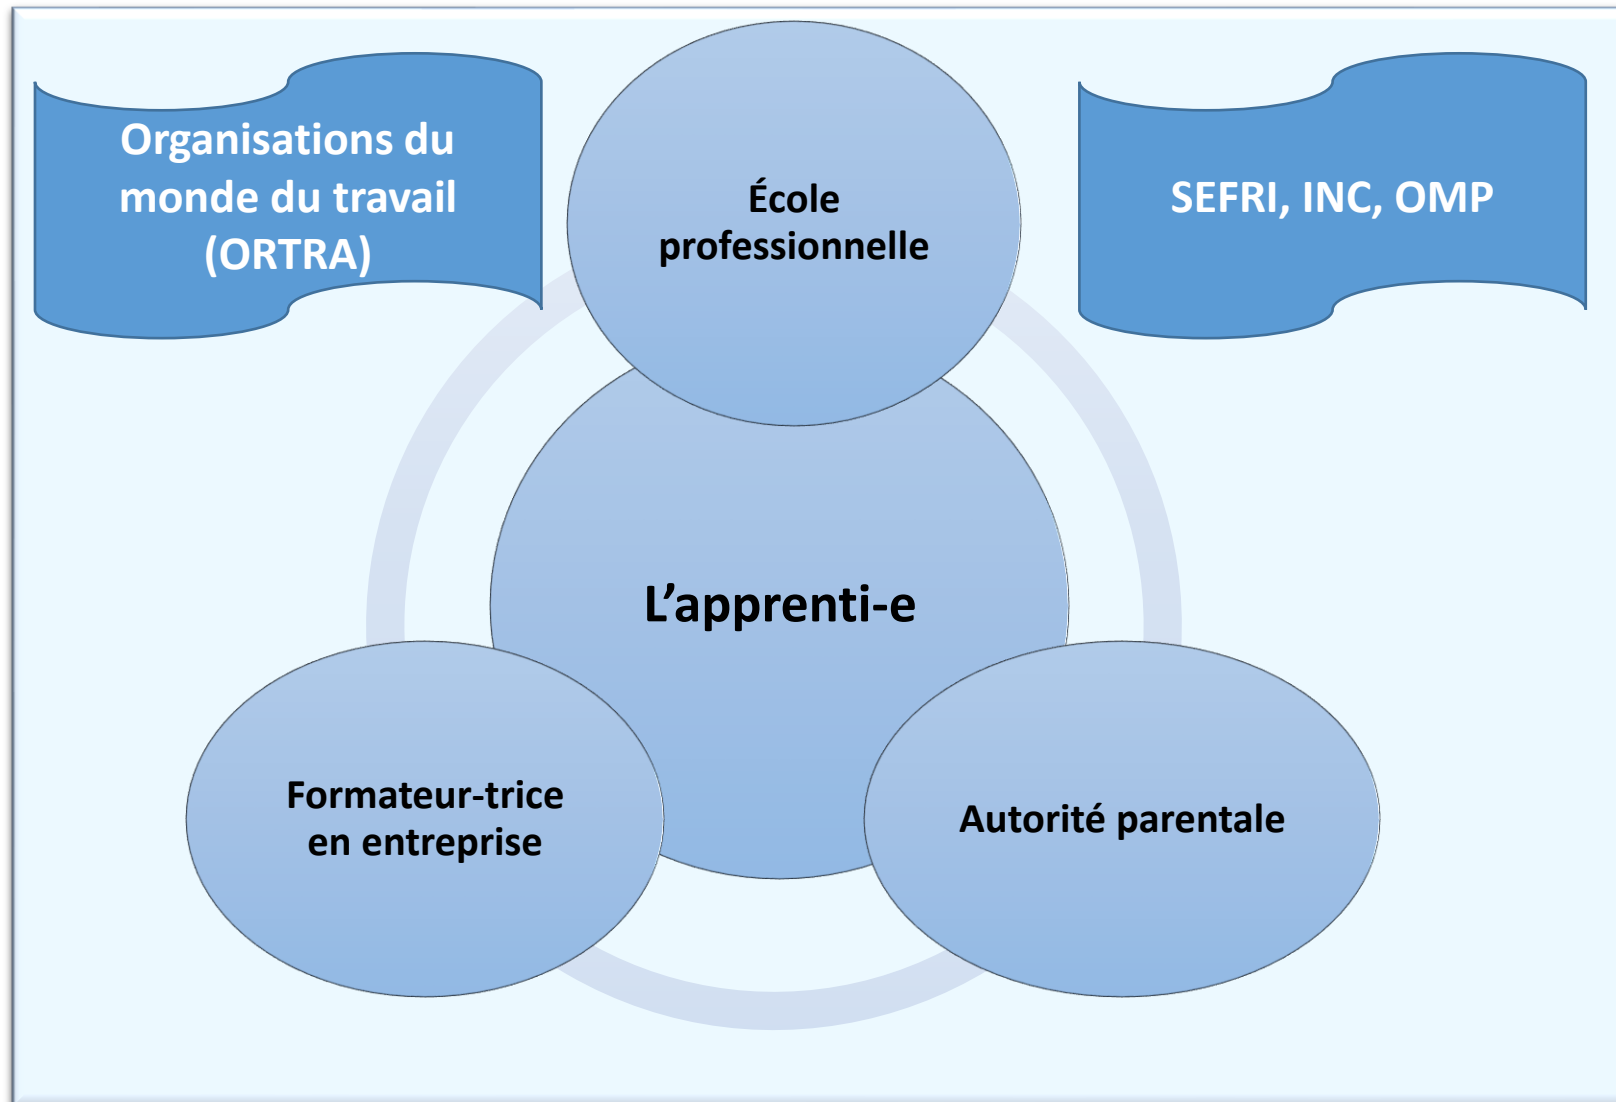 Organisations du
monde du travail
(ORTRA)
École
professionnelle
SEFRI, INC, OMP
L’apprenti-e
Formateur-trice
en entreprise
Autorité parentale